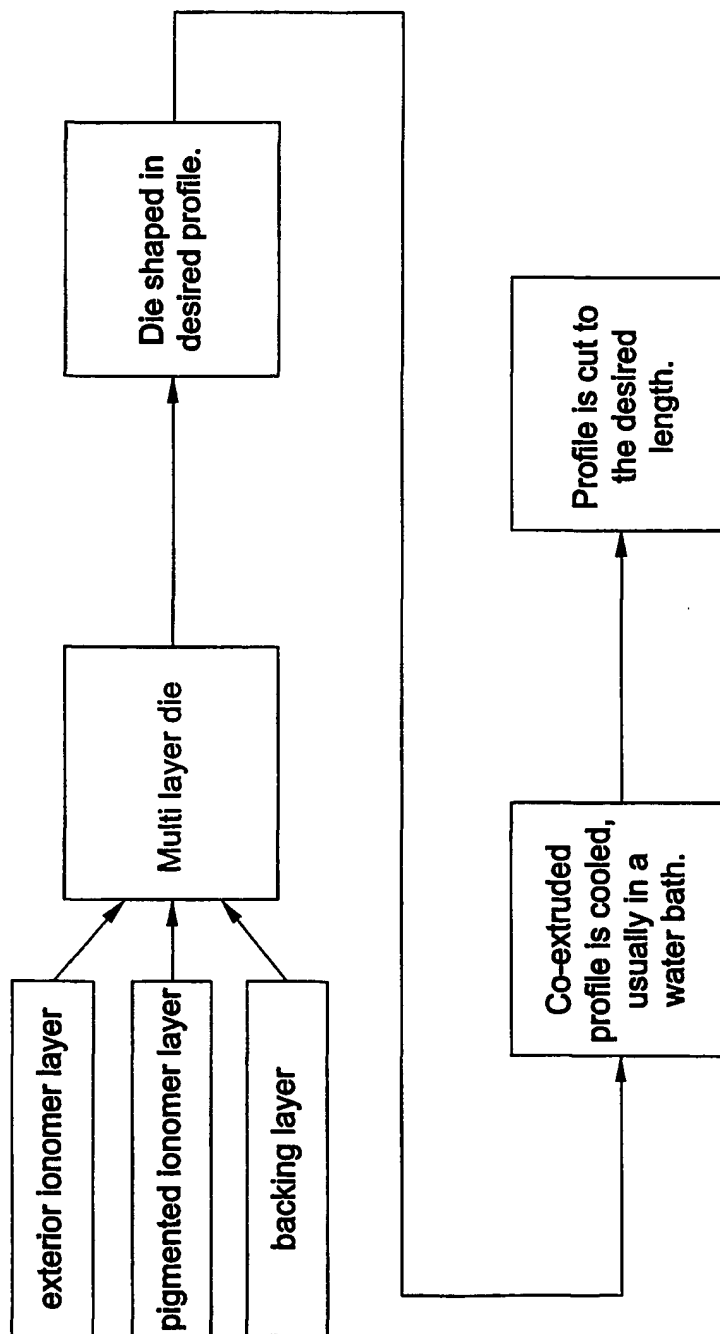 exterior ionomer layer
pigmented ionomer layer
backing layer
Multi layer die
Die shaped in
desired profile.
Co-extruded
profile is cooled,
usually in a
water bath.
Profile is cut to
the desired
length.